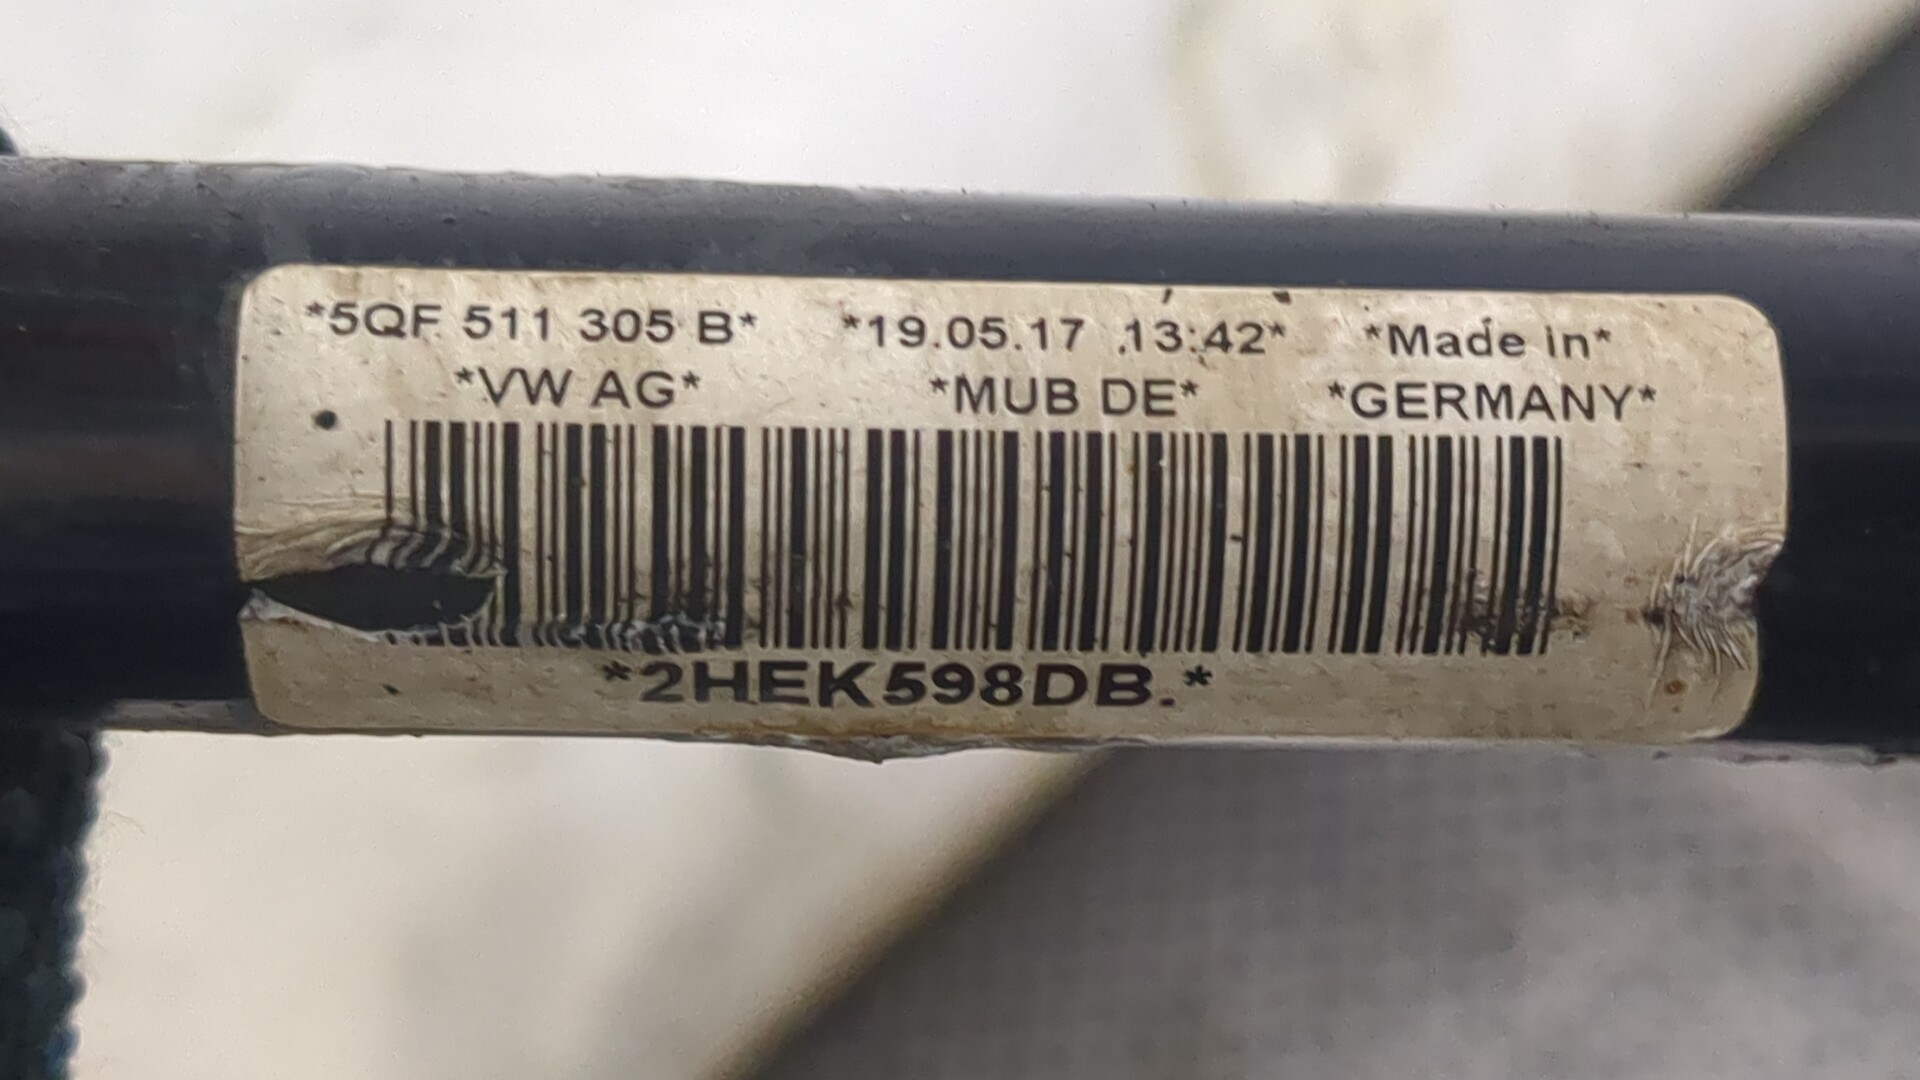 *5QF 511 305 B* *19.05.17 13:42* *Made in*
*VW AG* *MUB DE* *GERMANY*
*2HEK598DB.*